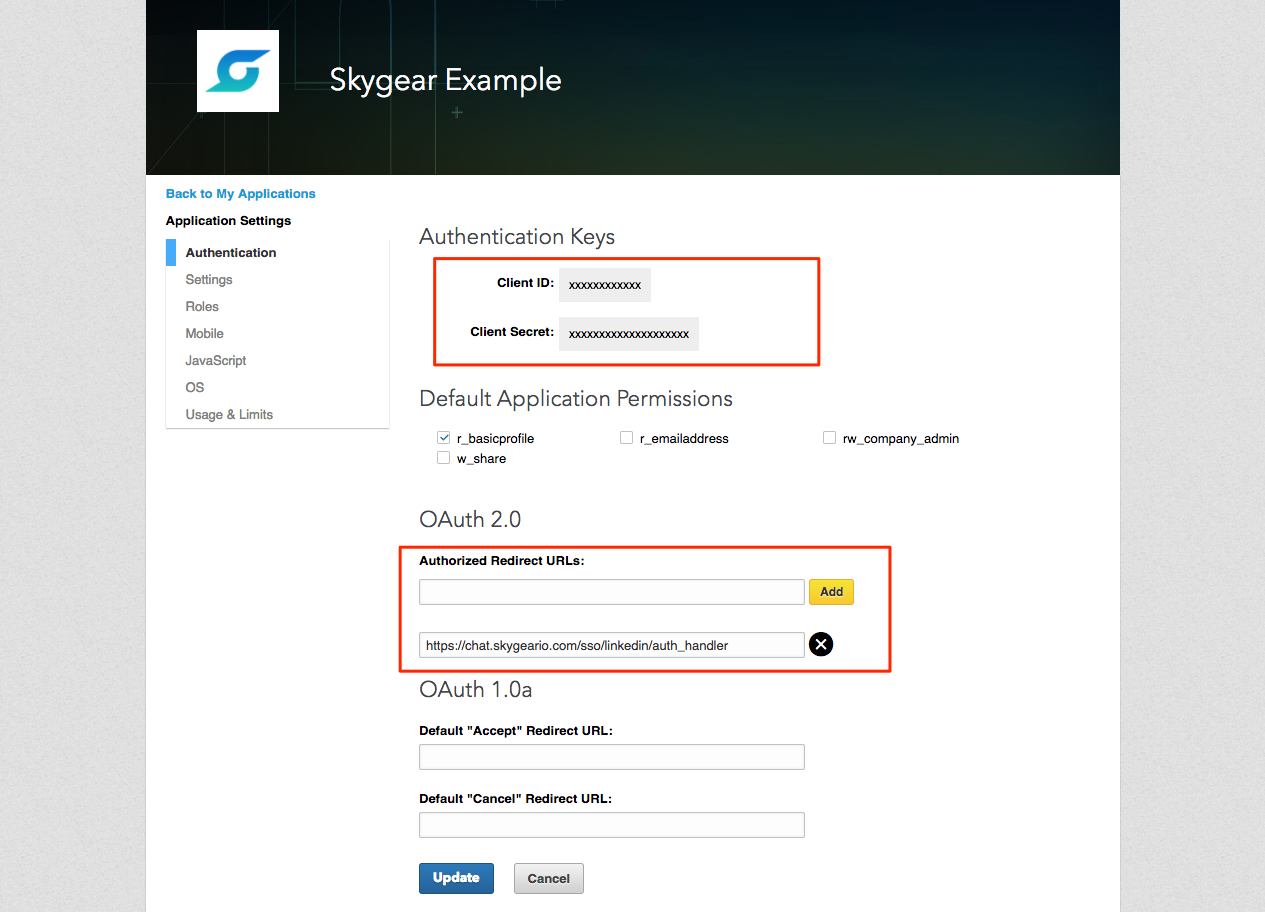 Skygear Example
Back to My Applications
Application Settings
Authentication
Settings
Roles
Mobile
JavaScript
OS
Usage & Limits
Authentication Keys
Client ID: xxxxxxxxxxxx
Client Secret: xxxxxxxxxxxxxxxxxxxx
Default Application Permissions
r_basicprofile r_emailaddress rw_company_admin
w_share
OAuth 2.0
Authorized Redirect URLs:
Add
https://chat.skygeario.com/sso/linkedin/auth_handler
OAuth 1.0a
Default "Accept" Redirect URL:
Default "Cancel" Redirect URL:
Update Cancel